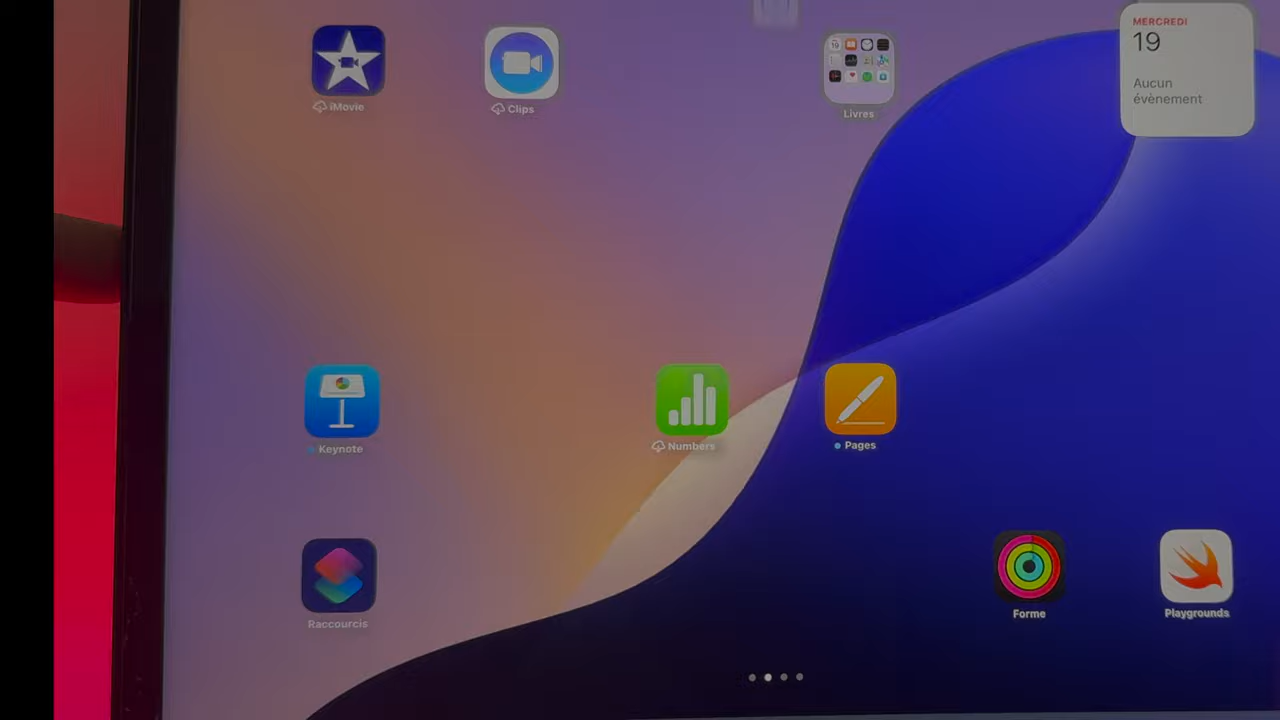 MERCREDI
19
Aucun
évènement
iMovie
Clips
Livres
Keynote
Numbers
Pages
Raccourcis
Forme
Playgrounds